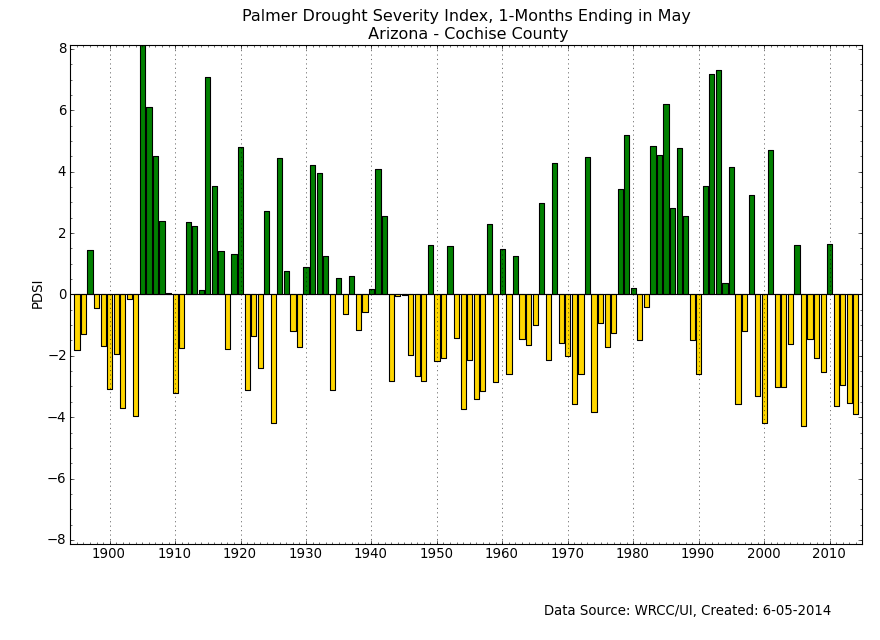 Palmer Drought Severity Index, 1-Months Ending in May
Arizona - Cochise County
8
6
4
2
0
−2
−4
−6
−8
PDSI
1900 1910 1920 1930 1940 1950 1960 1970 1980 1990 2000 2010
Data Source: WRCC/UI, Created: 6-05-2014